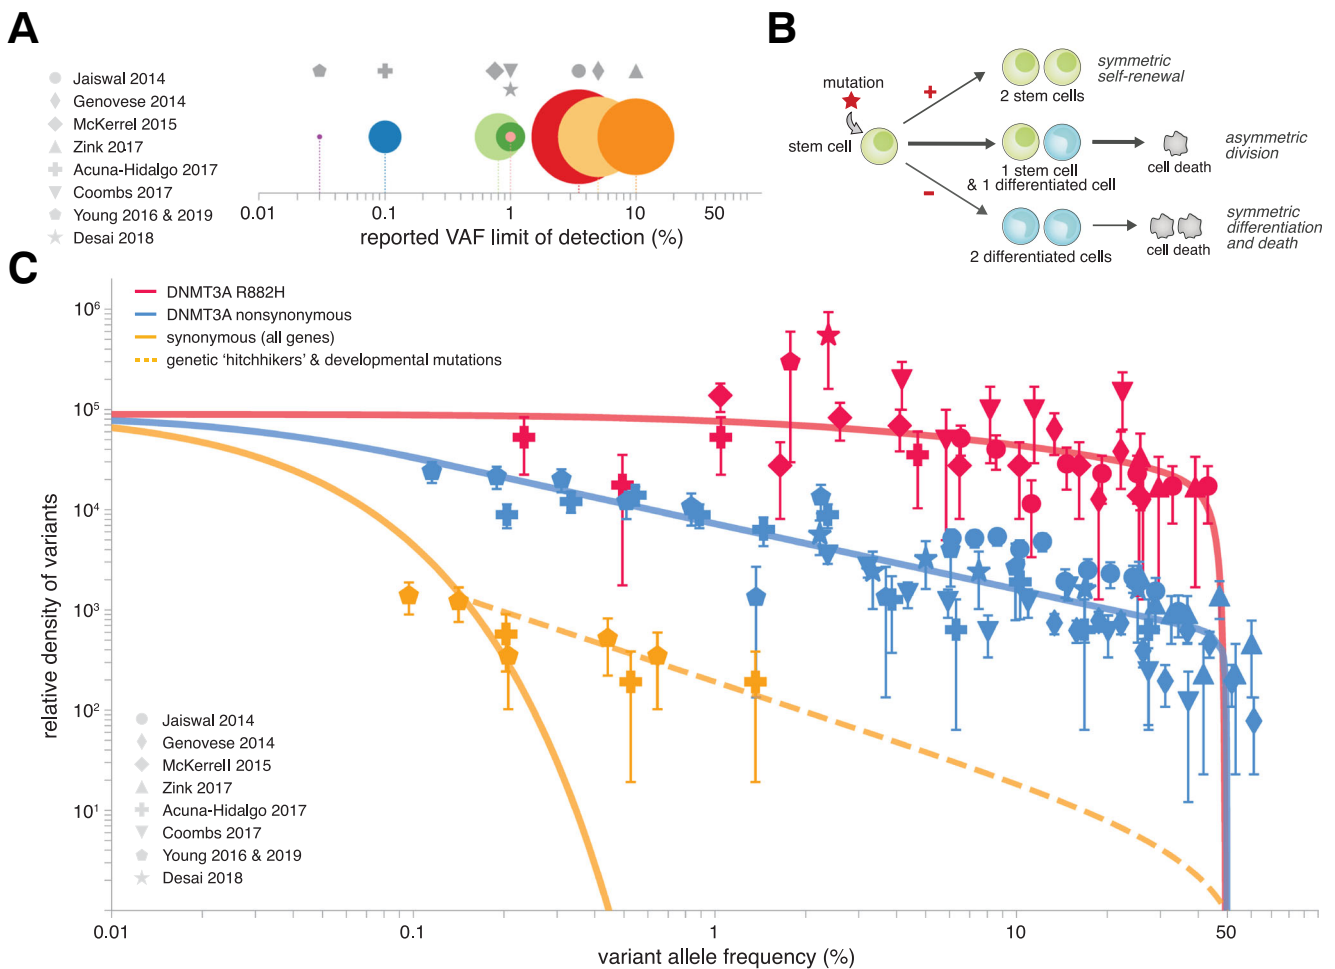 A
Jaiswal 2014
Genovese 2014
McKerrel 2015
Zink 2017
Acuna-Hidalgo 2017
Coombs 2017
Young 2016 & 2019
Desai 2018
0.01
0.1
1
10
50
reported VAF limit of detection (%)
B
mutation
stem cell
+
2 stem cells
symmetric
self-renewal
1 stem cell
& 1 differentiated cell
cell death
asymmetric
division
–
2 differentiated cells
cell death
symmetric
differentiation
and death
C
DNMT3A R882H
DNMT3A nonsynonymous
synonymous (all genes)
genetic ‘hitchhikers’ & developmental mutations
relative density of variants
10⁶
10⁵
10⁴
10³
10²
10¹
Jaiswal 2014
Genovese 2014
McKerrell 2015
Zink 2017
Acuna-Hidalgo 2017
Coombs 2017
Young 2016 & 2019
Desai 2018
0.01
0.1
1
10
50
variant allele frequency (%)